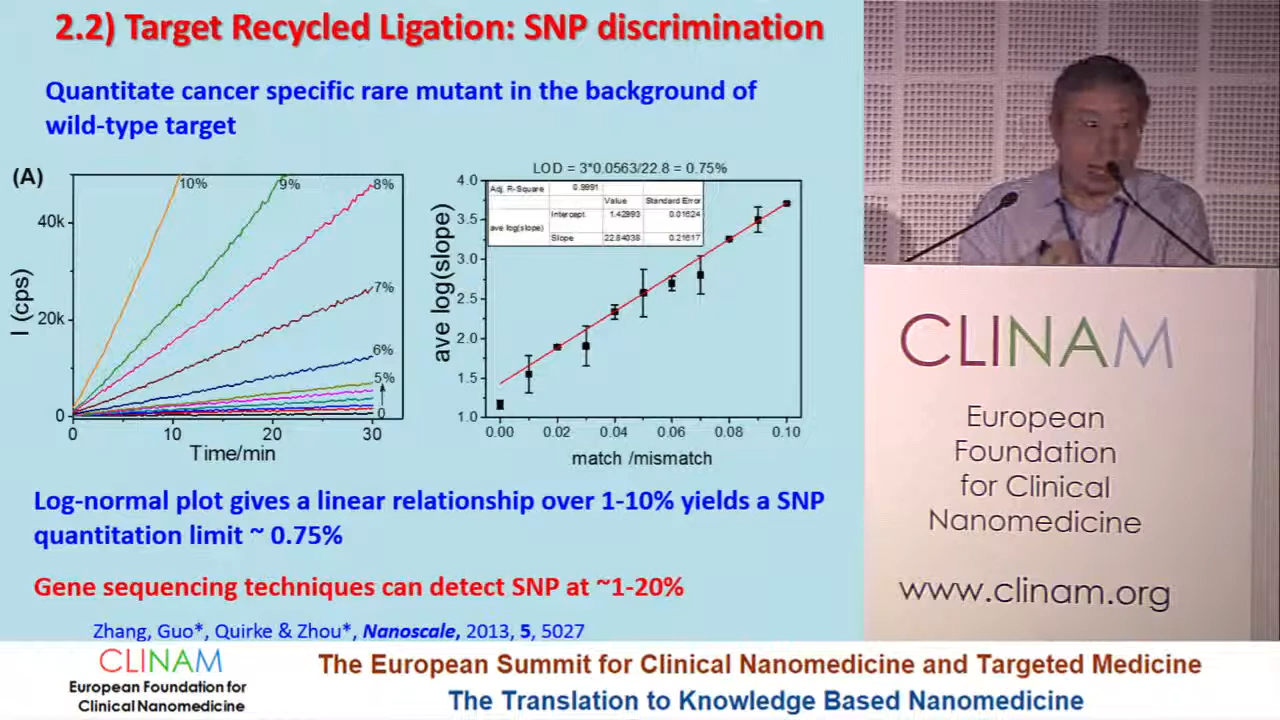 2.2) Target Recycled Ligation: SNP discrimination
Quantitate cancer specific rare mutant in the background of
wild-type target
(A)
I (cps)
40k
20k
0
0 10 20 30
Time/min
10%
9%
8%
7%
6%
5%
0
LOD = 3*0.0563/22.8 = 0.75%
Adj. R-Square 0.9991
Value Standard Error
ave log(slope)
Intercept 1.42993 0.01624
Slope 22.84038 0.21617
ave log(slope)
4.0
3.5
3.0
2.5
2.0
1.5
1.0
0.00 0.02 0.04 0.06 0.08 0.10
match /mismatch
Log-normal plot gives a linear relationship over 1-10% yields a SNP
quantitation limit ~ 0.75%
Gene sequencing techniques can detect SNP at ~1-20%
Zhang, Guo*, Quirke & Zhou*, Nanoscale, 2013, 5, 5027
CLINAM
European
Foundation
for Clinical
Nanomedicine
www.clinam.org
CLINAM
European Foundation for
Clinical Nanomedicine
The European Summit for Clinical Nanomedicine and Targeted Medicine
The Translation to Knowledge Based Nanomedicine